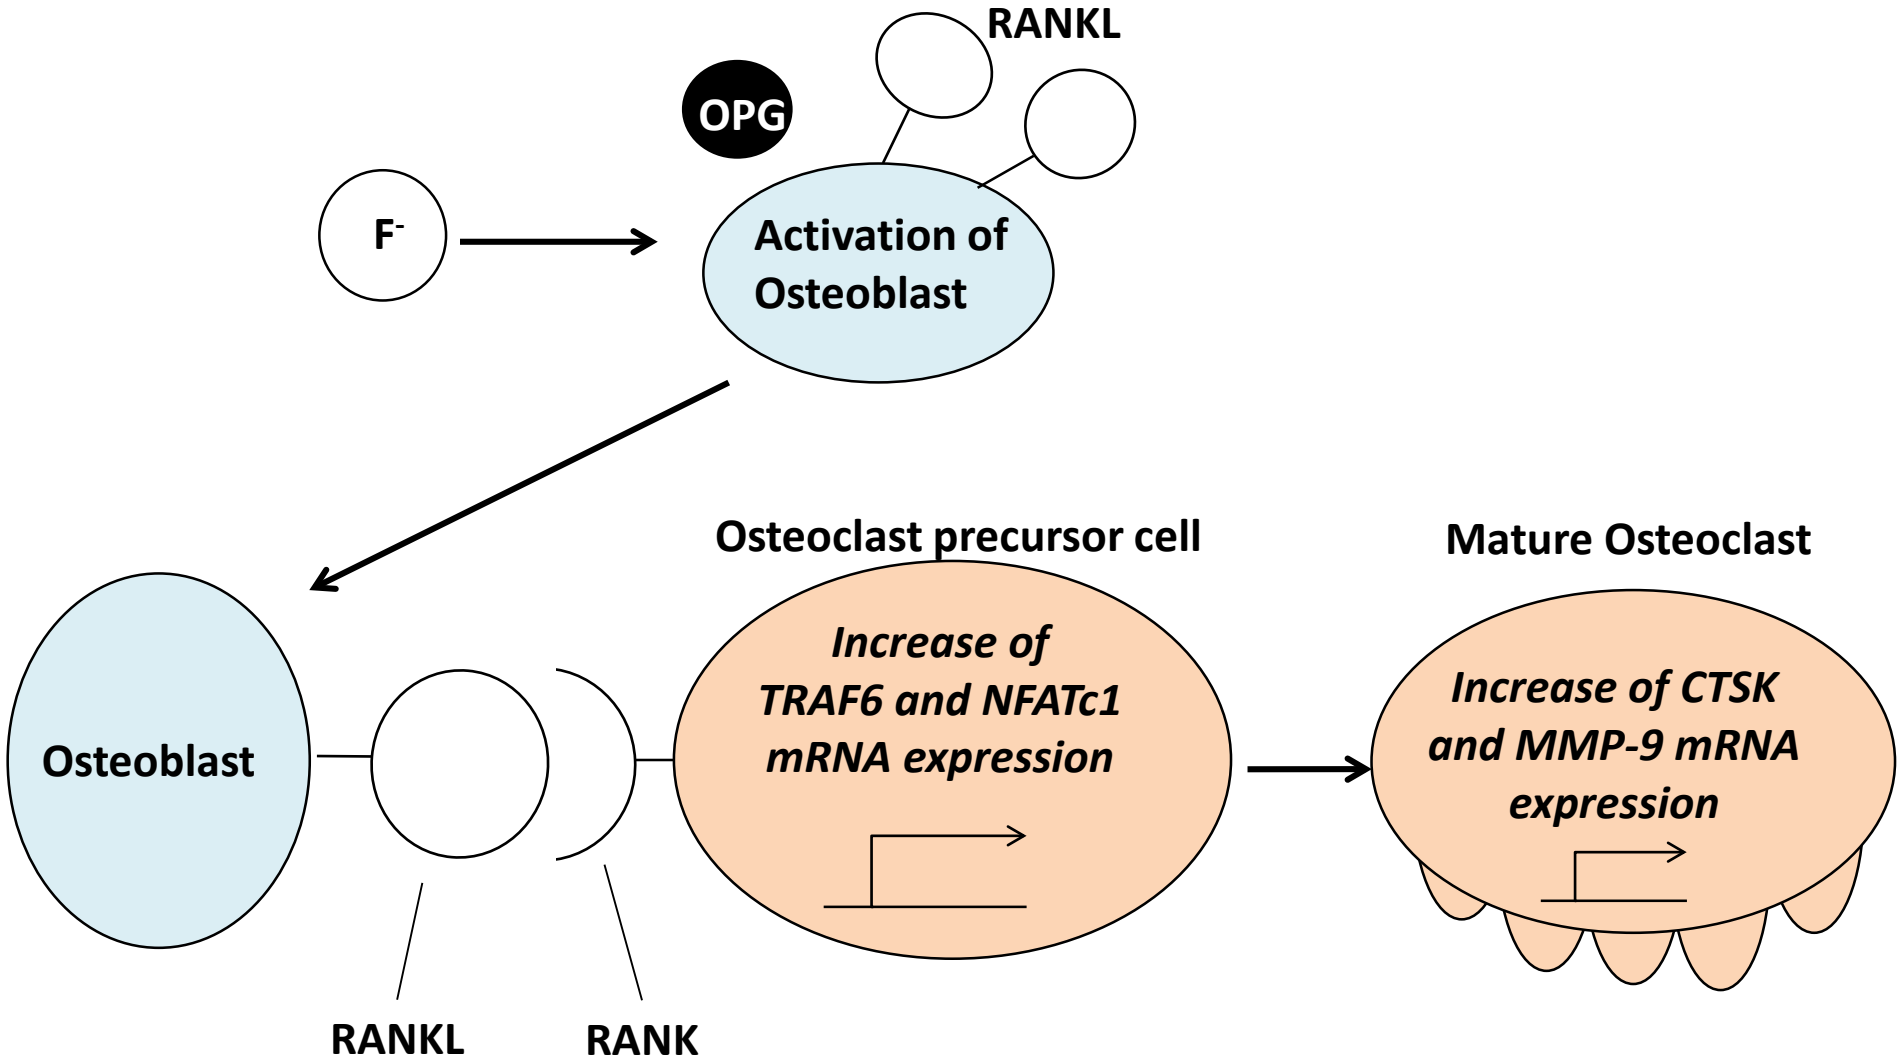 RANKL
OPG
F-
Activation of
Osteoblast
Osteoclast precursor cell
Mature Osteoclast
Increase of
TRAF6 and NFATc1
mRNA expression
Increase of CTSK
and MMP-9 mRNA
expression
Osteoblast
RANKL
RANK